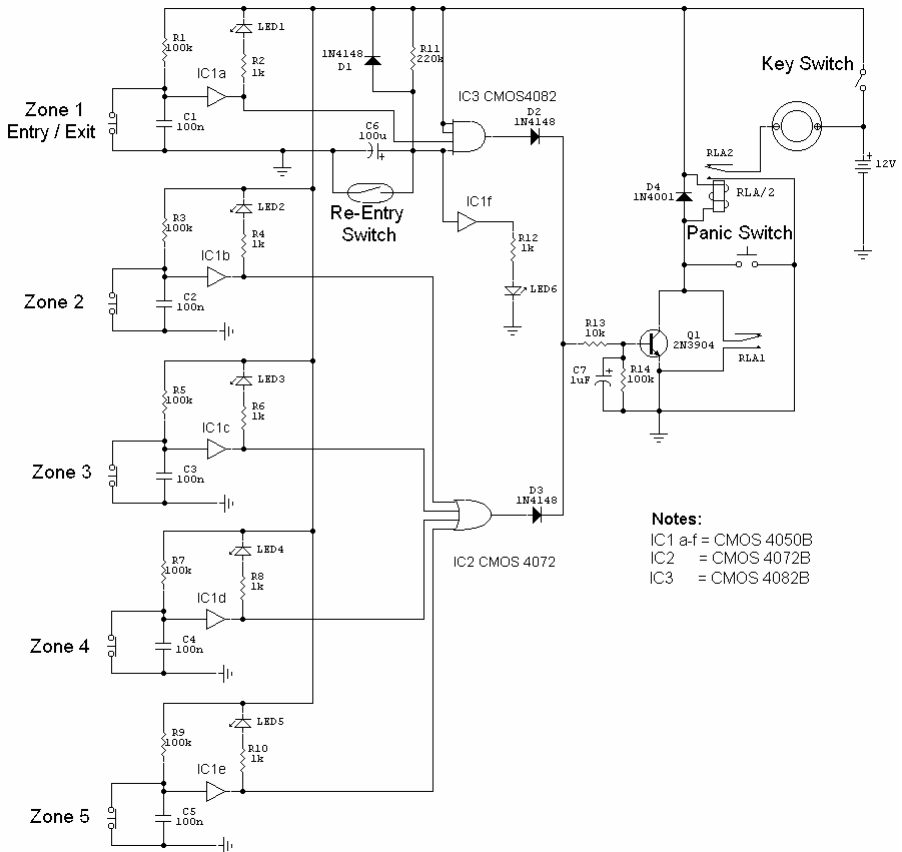 R1
100k
LED1
R2
1k
IC1a
C1
100n
Zone 1
Entry / Exit
1N4148
D1
R11
220k
C6
100u
+
Re-Entry
Switch
IC3 CMOS4082
D2
1N4148
IC1f
R12
1k
LED6
Key Switch
RLA2
+
12V
D4
1N4001
RLA/2
Panic Switch
R3
100k
LED2
R4
1k
IC1b
C2
100n
Zone 2
R13
10k
Q1
2N3904
RLA1
C7
1uF
+
R14
100k
R5
100k
LED3
R6
1k
IC1c
C3
100n
Zone 3
D3
1N4148
IC2 CMOS 4072
R7
100k
LED4
R8
1k
IC1d
C4
100n
Zone 4
Notes:
IC1 a-f = CMOS 4050B
IC2 = CMOS 4072B
IC3 = CMOS 4082B
R9
100k
LED5
R10
1k
IC1e
C5
100n
Zone 5